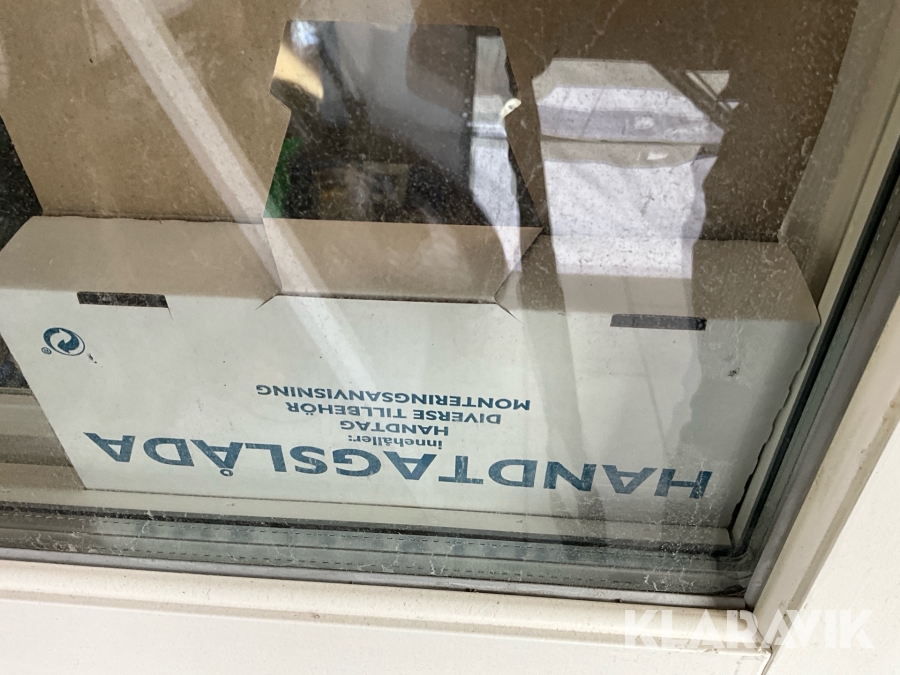 HANDTAGSLÅDA
innehåller:
HANDTAG
DIVERSE TILLBEHÖR
MONTERINGSANVISNING
®
KLARAVIK